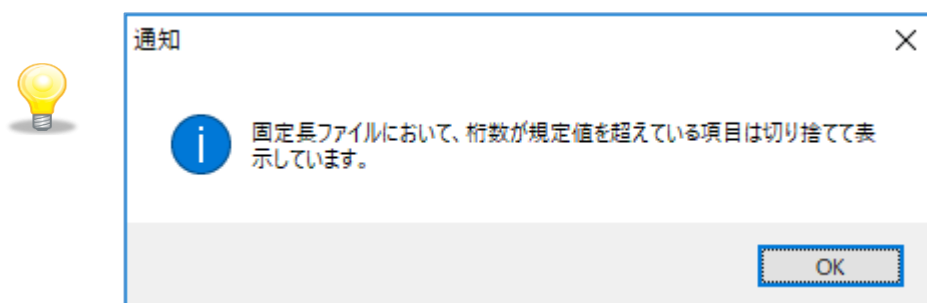 通知
固定長ファイルにおいて、桁数が規定値を超えている項目は切り捨てて表
示しています。
OK